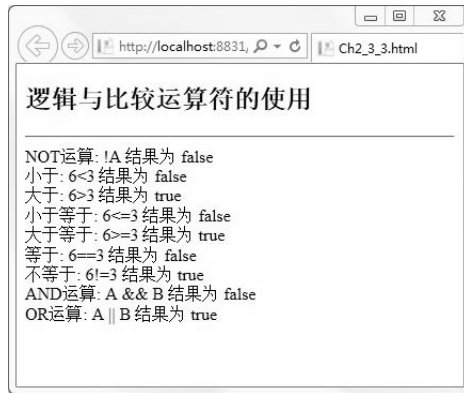 http://localhost:8831,
Ch2_3_3.html
逻辑与比较运算符的使用
NOT运算: !A 结果为 false
小于: 6<3 结果为 false
大于: 6>3 结果为 true
小于等于: 6<=3 结果为 false
大于等于: 6>=3 结果为 true
等于: 6==3 结果为 false
不等于: 6!=3 结果为 true
AND运算: A && B 结果为 false
OR运算: A || B 结果为 true